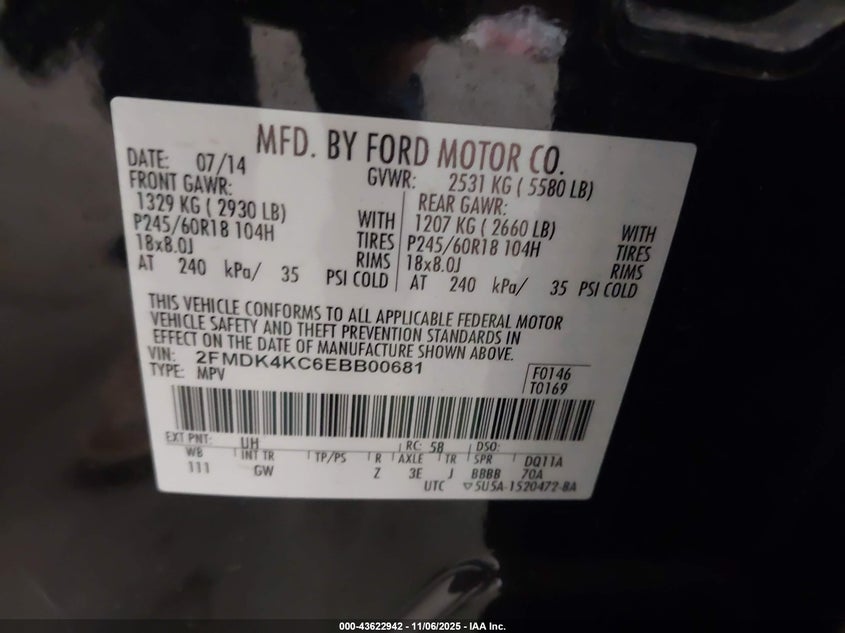 MFD. BY FORD MOTOR CO.
DATE: 07/14 GVWR: 2531 KG ( 5580 LB)
FRONT GAWR: REAR GAWR:
1329 KG ( 2930 LB) WITH 1207 KG ( 2660 LB) WITH
P245/60R18 104H TIRES P245/60R18 104H TIRES
18x8.0J RIMS 18x8.0J RIMS
AT 240 kPa/ 35 PSI COLD AT 240 kPa/ 35 PSI COLD
THIS VEHICLE CONFORMS TO ALL APPLICABLE FEDERAL MOTOR
VEHICLE SAFETY AND THEFT PREVENTION STANDARDS IN
EFFECT ON THE DATE OF MANUFACTURE SHOWN ABOVE.
VIN: 2FMDK4KC6EBB00681 F0146
TYPE: MPV T0169
EXT PNT: UH RC: 58 DSO:
WB INT TR TP/PS R AXLE TR SPR DQ11A
111 GW Z 3E J BBBB 70A
UTC ▽5U5A-1520472-BA
000-43622942 - 11/06/2025 - IAA Inc.